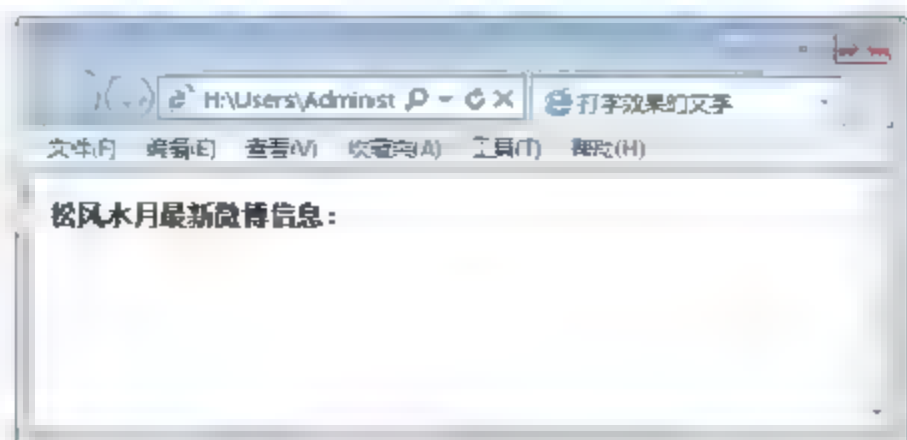 H:\Users\Administ 打字效果的文字
文件(F) 编辑(E) 查看(V) 收藏夹(A) 工具(T) 帮助(H)
松风水月最新微博信息：